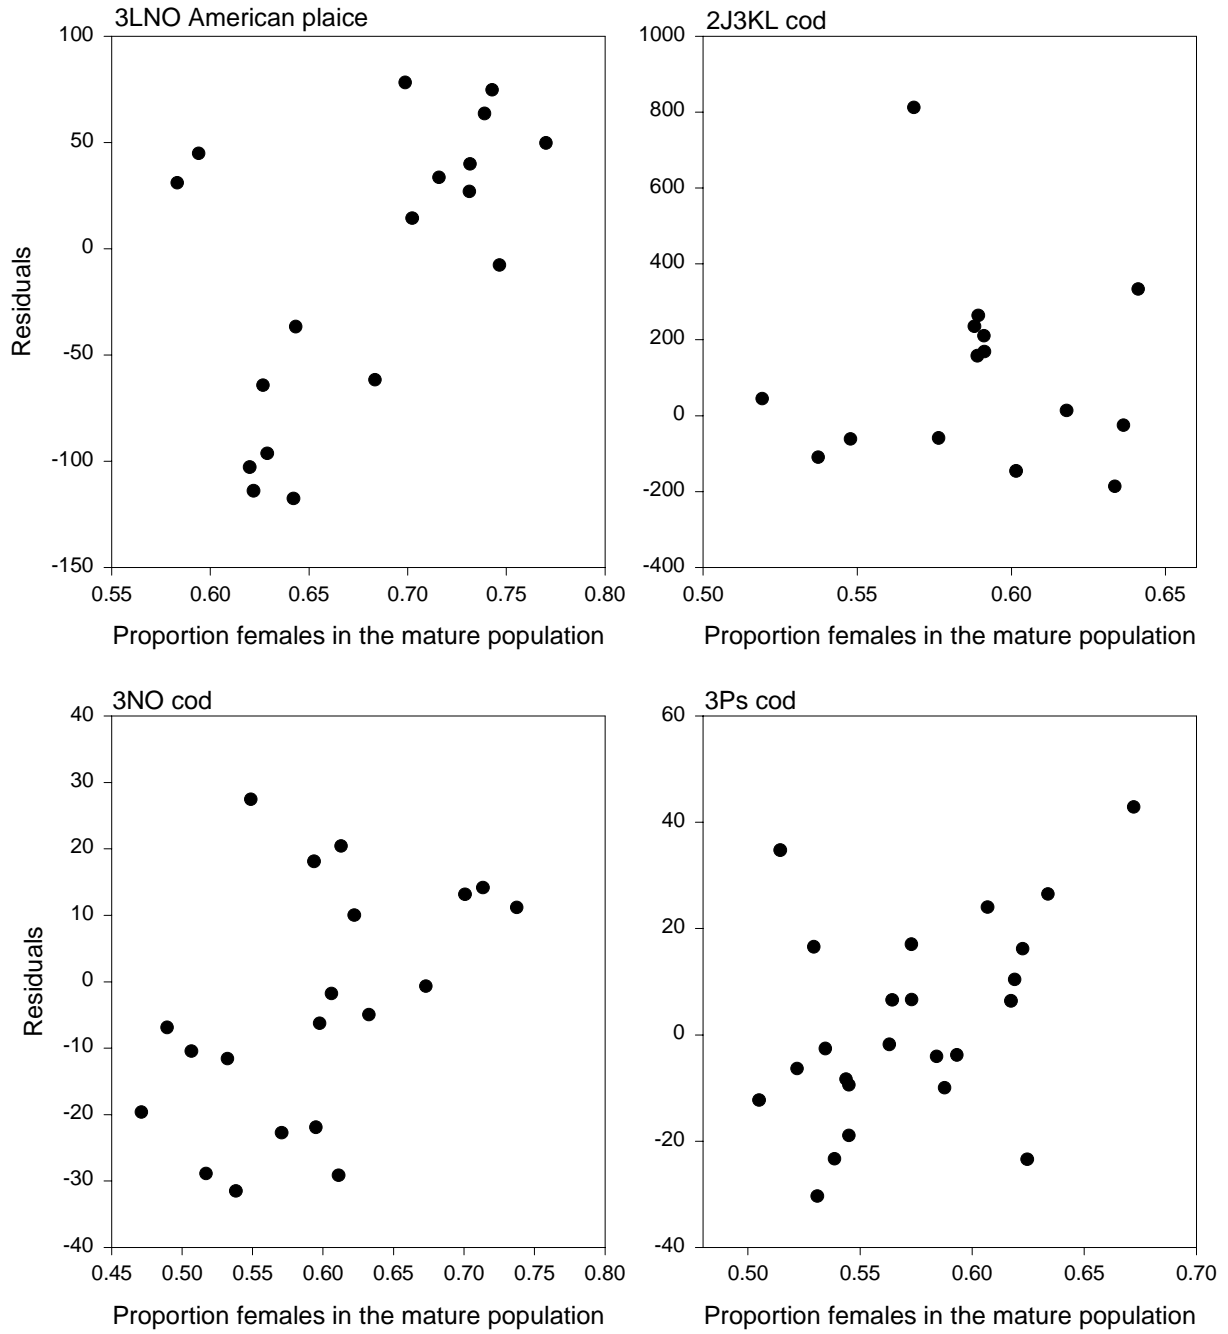 3LNO American plaice
100
50
0
-50
-100
-150
Residuals
0.55 0.60 0.65 0.70 0.75 0.80
Proportion females in the mature population
2J3KL cod
1000
800
600
400
200
0
-200
-400
0.50 0.55 0.60 0.65
Proportion females in the mature population
3NO cod
40
30
20
10
0
-10
-20
-30
-40
Residuals
0.45 0.50 0.55 0.60 0.65 0.70 0.75 0.80
Proportion females in the mature population
3Ps cod
60
40
20
0
-20
-40
0.50 0.55 0.60 0.65 0.70
Proportion females in the mature population